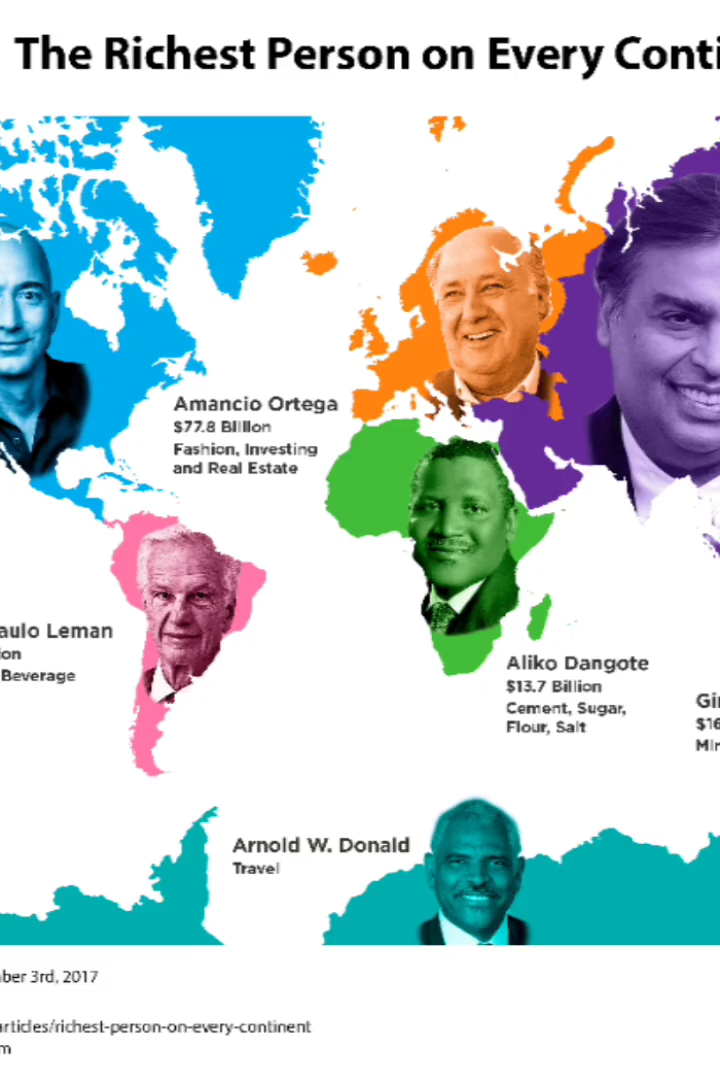 The Richest Person on Every Conti
Amancio Ortega
$77.8 Billion
Fashion, Investing
and Real Estate
aulo Leman
ion
Beverage
Aliko Dangote
$13.7 Billion
Cement, Sugar,
Flour, Salt
Gi
$16
Min
Arnold W. Donald
Travel
ber 3rd, 2017
articles/richest-person-on-every-continent
m